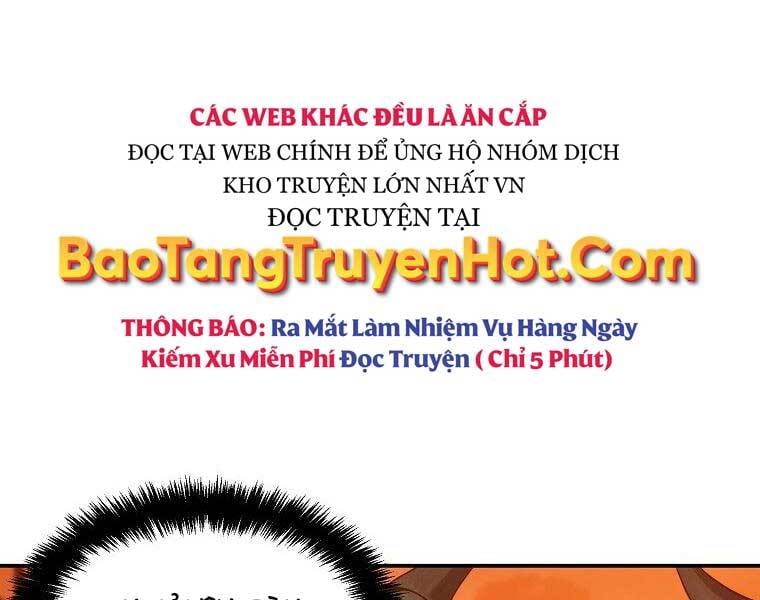 CÁC WEB KHÁC ĐỀU LÀ ĂN CẮP
ĐỌC TẠI WEB CHÍNH ĐỂ ỦNG HỘ NHÓM DỊCH
KHO TRUYỆN LỚN NHẤT VN
ĐỌC TRUYỆN TẠI
BaoTangTruyenHot.Com
THÔNG BÁO: Ra Mắt Làm Nhiệm Vụ Hàng Ngày
Kiếm Xu Miễn Phí Đọc Truyện ( Chỉ 5 Phút)